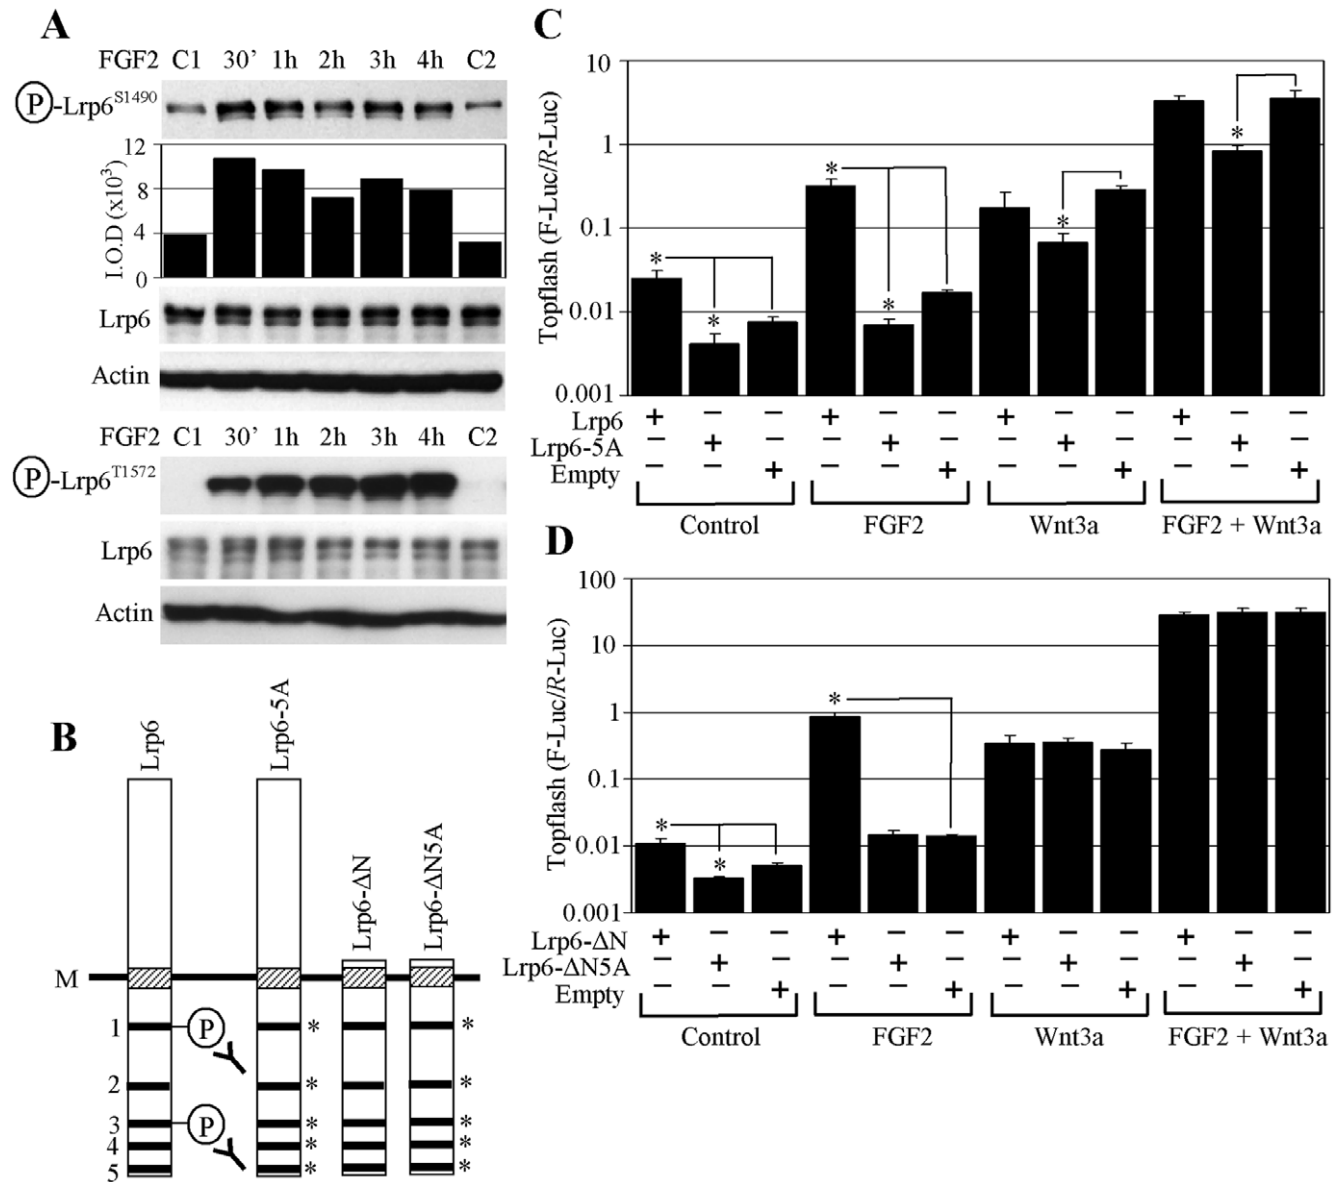 A
FGF2 C1 30’ 1h 2h 3h 4h C2
P-Lrp6S1490
I.O.D (x103)
12
8
4
0
Lrp6
Actin
FGF2 C1 30’ 1h 2h 3h 4h C2
P-Lrp6T1572
Lrp6
Actin
B
Lrp6
Lrp6-5A
Lrp6-ΔN
Lrp6-ΔN5A
M
1 P *  *
2 *  *
3 P *  *
4 *  *
5 *  *
C
Topflash (F-Luc/R-Luc)
10
1
0.1
0.01
0.001
* * * * * *
Lrp6 + − − + − − + − − + − −
Lrp6-5A − + − − + − − + − − + −
Empty − − + − − + − − + − − +
Control FGF2 Wnt3a FGF2 + Wnt3a
D
Topflash (F-Luc/R-Luc)
100
10
1
0.1
0.01
0.001
* * *
Lrp6-ΔN + − − + − − + − − + − −
Lrp6-ΔN5A − + − − + − − + − − + −
Empty − − + − − + − − + − − +
Control FGF2 Wnt3a FGF2 + Wnt3a